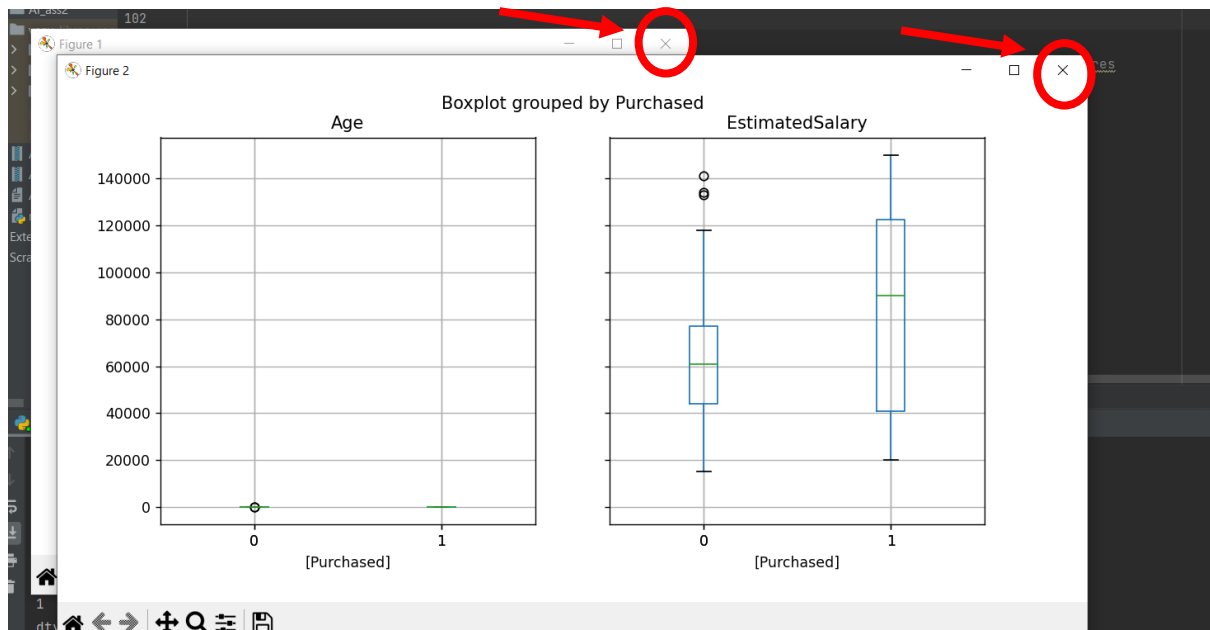 AI_ass2
102
Figure 1
Figure 2
Boxplot grouped by Purchased
Age
EstimatedSalary
140000
120000
100000
80000
60000
40000
20000
0
0
1
[Purchased]
0
1
[Purchased]
Exte
Scra
1